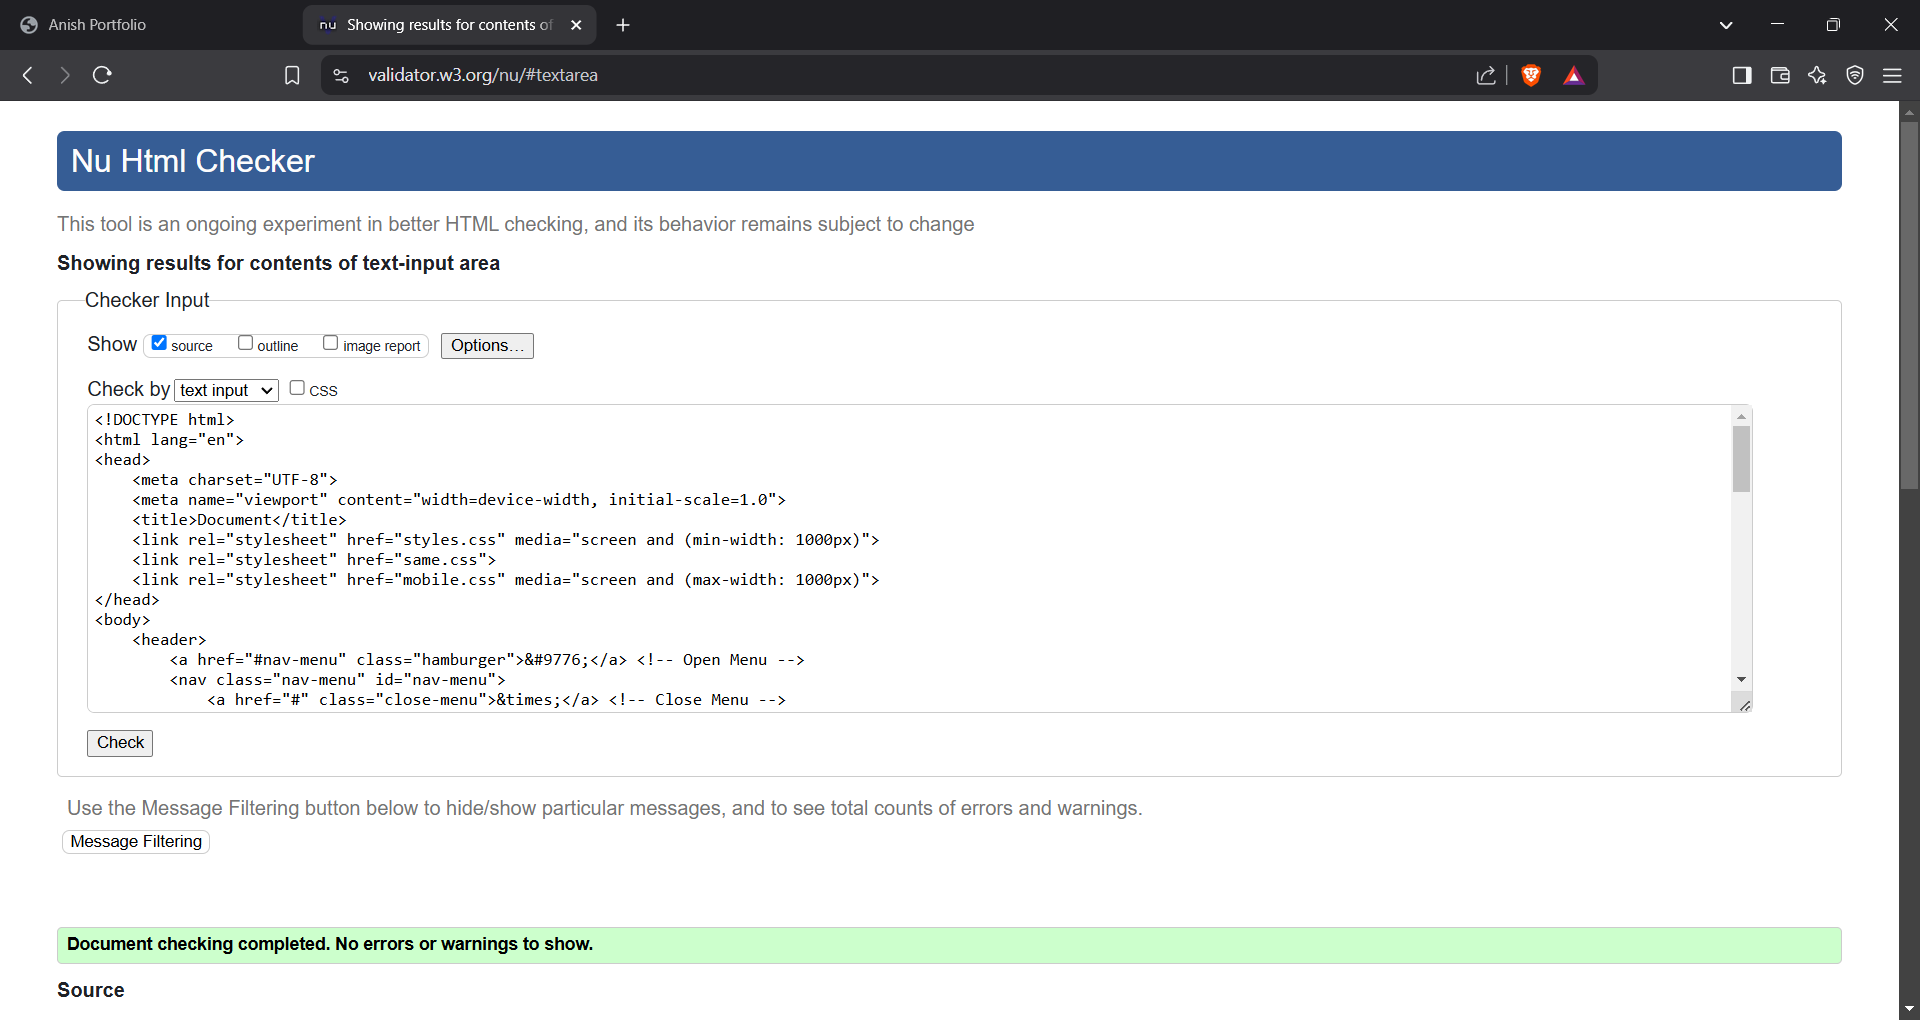 Anish Portfolio
nu Showing results for contents of
validator.w3.org/nu/#textarea
Nu Html Checker
This tool is an ongoing experiment in better HTML checking, and its behavior remains subject to change
Showing results for contents of text-input area
Checker Input
Show source outline image report Options...
Check by text input CSS
<!DOCTYPE html>
<html lang="en">
<head>
    <meta charset="UTF-8">
    <meta name="viewport" content="width=device-width, initial-scale=1.0">
    <title>Document</title>
    <link rel="stylesheet" href="styles.css" media="screen and (min-width: 1000px)">
    <link rel="stylesheet" href="same.css">
    <link rel="stylesheet" href="mobile.css" media="screen and (max-width: 1000px)">
</head>
<body>
    <header>
        <a href="#nav-menu" class="hamburger">&#9776;</a> <!-- Open Menu -->
        <nav class="nav-menu" id="nav-menu">
            <a href="#" class="close-menu">&times;</a> <!-- Close Menu -->
Check
Use the Message Filtering button below to hide/show particular messages, and to see total counts of errors and warnings.
Message Filtering
Document checking completed. No errors or warnings to show.
Source